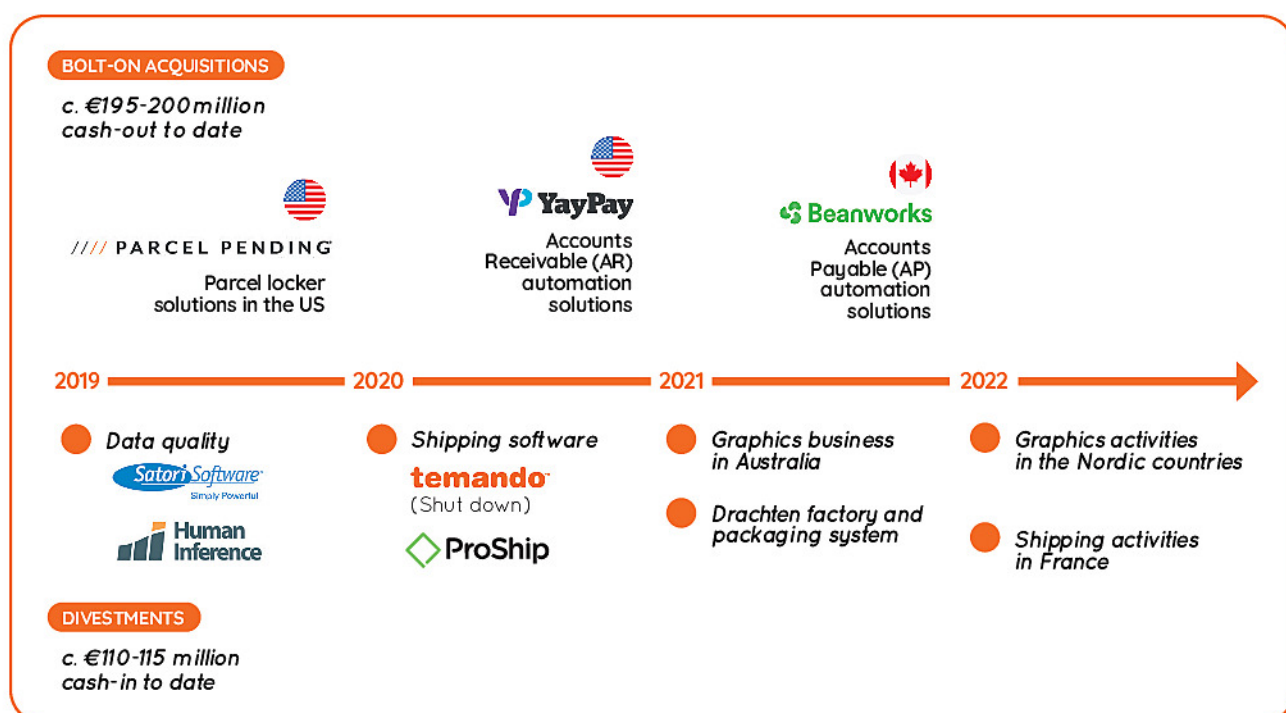 BOLT-ON ACQUISITIONS
c. €195-200 million
cash-out to date
//// PARCEL PENDING
Parcel locker
solutions in the US
YP YayPay
Accounts
Receivable (AR)
automation
solutions
Beanworks
Accounts
Payable (AP)
automation
solutions
2019
2020
2021
2022
Data quality
Satori Software
Simply Powerful
Human
Inference
Shipping software
temando
(Shut down)
ProShip
Graphics business
in Australia
Drachten factory and
packaging system
Graphics activities
in the Nordic countries
Shipping activities
in France
DIVESTMENTS
c. €110-115 million
cash-in to date